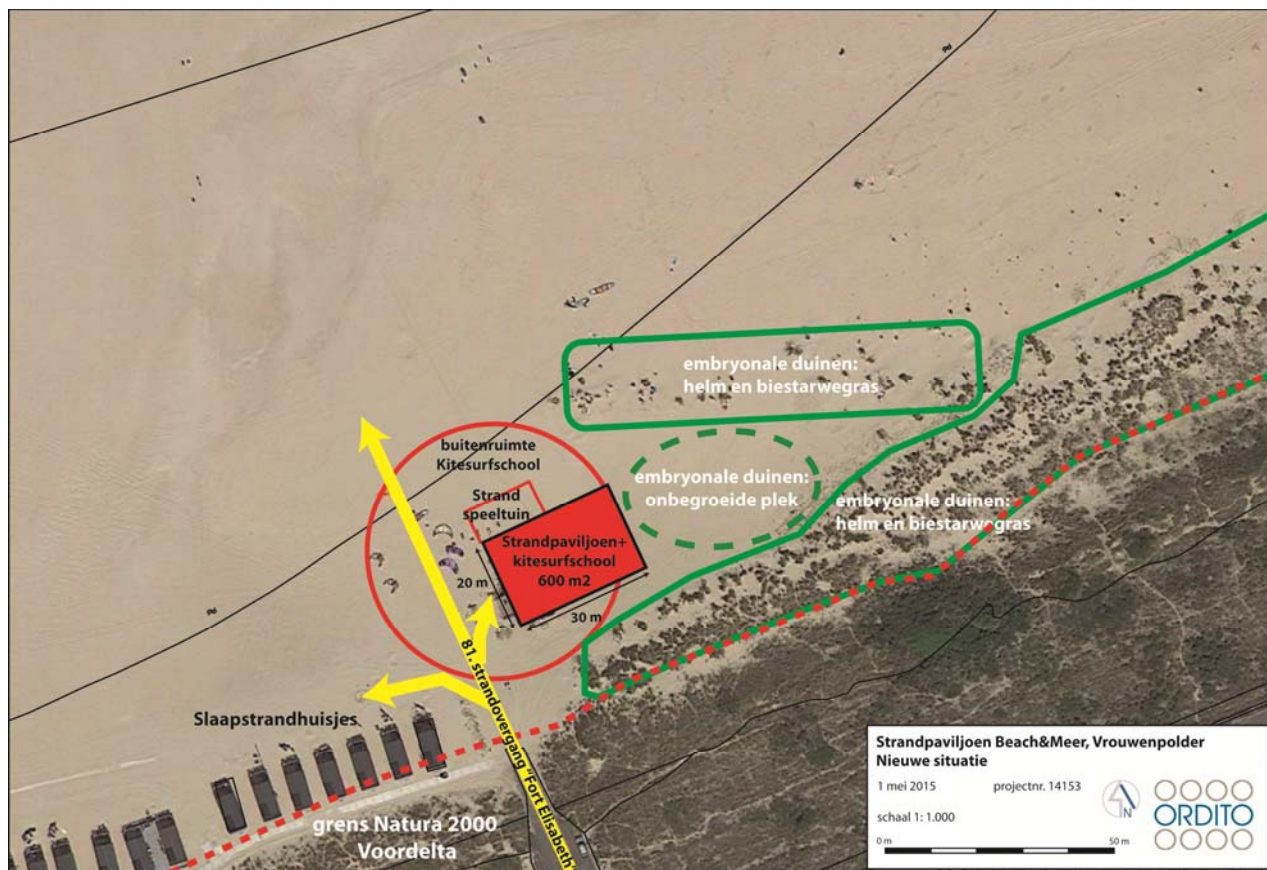 embryonale duinen:
helm en biestarwegras
buitenruimte
Kitesurfschool
embryonale duinen:
onbegroeide plek
Strand
speeltuin
embryonale duinen:
helm en biestarwegras
Strandpaviljoen+
kitesurfschool
600 m2
20 m
30 m
81. strandovergang "Fort Elisabeth"
Slaapstrandhuisjes
grens Natura 2000
Voordelta
Strandpaviljoen Beach&Meer, Vrouwenpolder
Nieuwe situatie
1 mei 2015 projectnr. 14153
schaal 1: 1.000
N
ORDITO
0 m 50 m